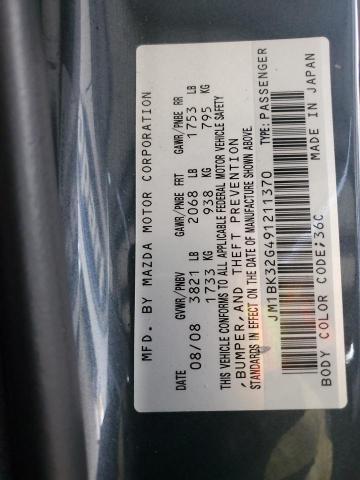 MFD. BY MAZDA MOTOR CORPORATION
DATE GVWR/PNBV GAWR/PNBE FRT GAWR/PNBE RR
08/08 3821 LB 2068 LB 1753 LB
1733 KG 938 KG 795 KG
THIS VEHICLE CONFORMS TO ALL APPLICABLE FEDERAL MOTOR VEHICLE SAFETY
,BUMPER,AND THEFT PREVENTION
STANDARDS IN EFFECT ON THE DATE OF MANUFACTURE SHOWN ABOVE.
JM1BK32G491211370 TYPE:PASSENGER
BODY COLOR CODE;36C MADE IN JAPAN